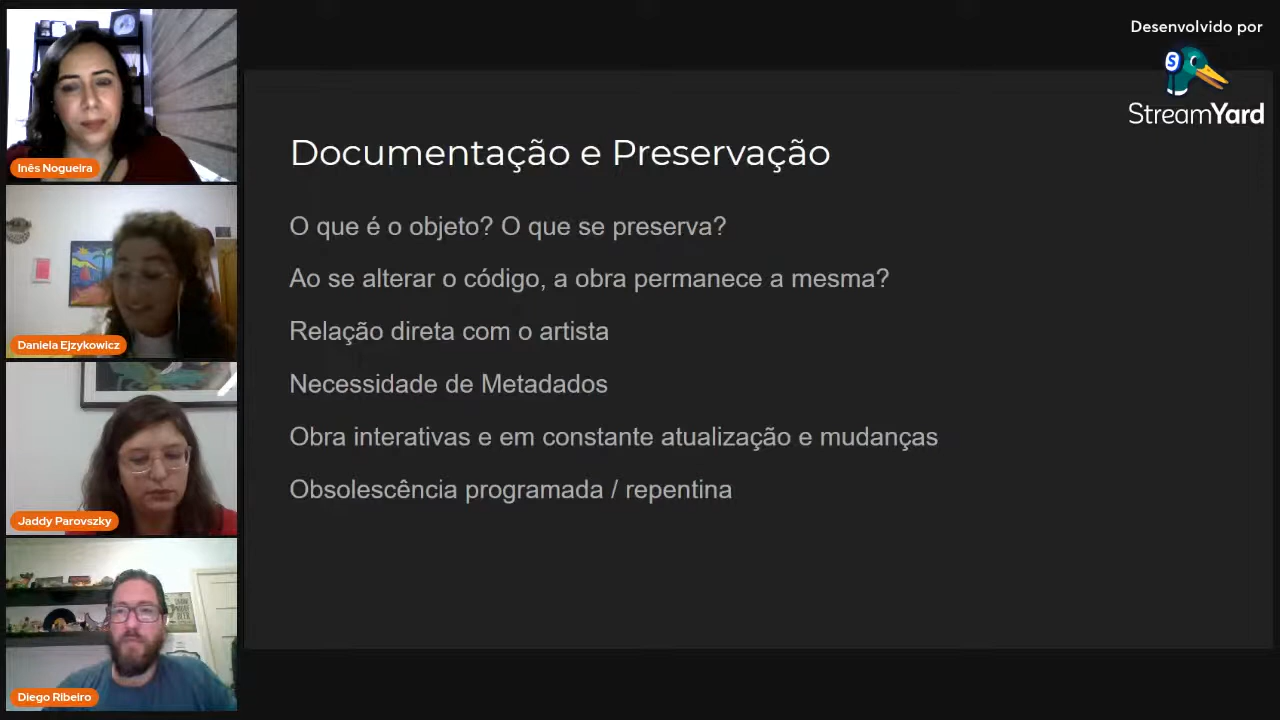 Desenvolvido por
StreamYard
Inês Nogueira
Daniela Ejzykowicz
Jaddy Parovszky
Diego Ribeiro
Documentação e Preservação
O que é o objeto? O que se preserva?
Ao se alterar o código, a obra permanece a mesma?
Relação direta com o artista
Necessidade de Metadados
Obra interativas e em constante atualização e mudanças
Obsolescência programada / repentina